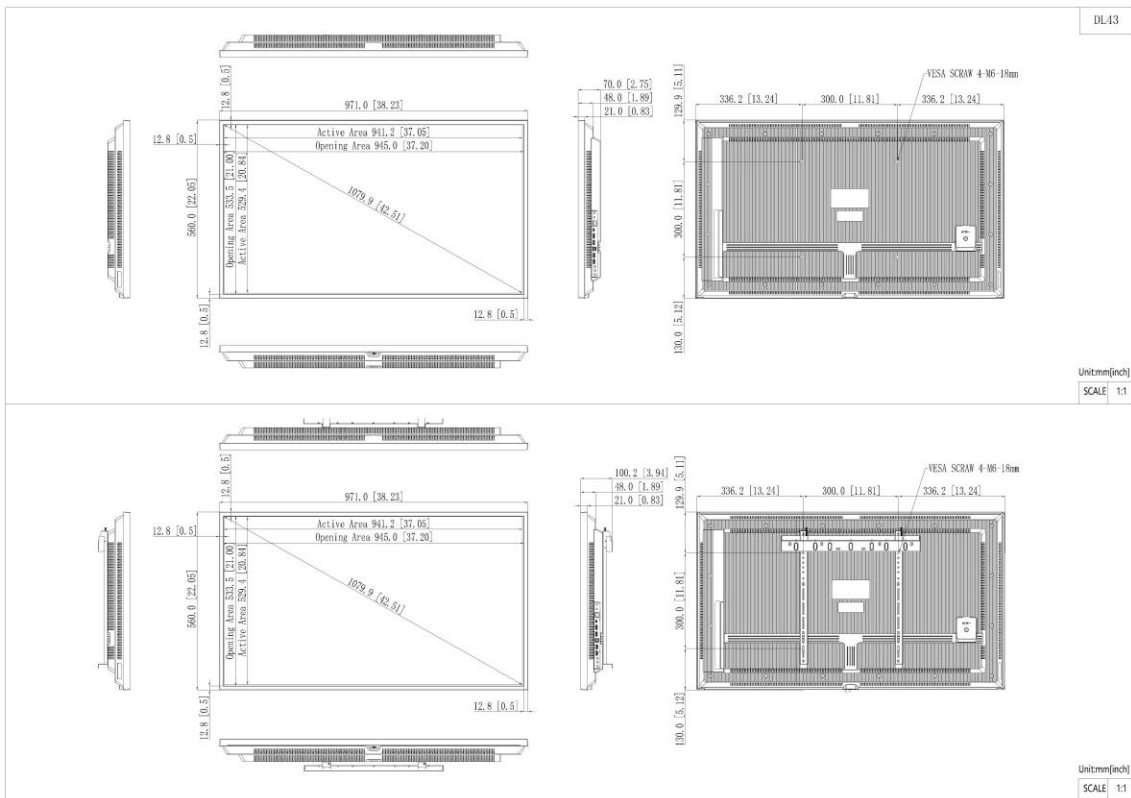 DL43
12.8 [0.5]
971.0 [38.23]
12.8 [0.5]
Active Area 941.2 [37.05]
Opening Area 945.0 [37.20]
560.0 [22.05]
Opening Area 533.5 [21.00]
Active Area 529.4 [20.84]
1079.9 [42.51]
12.8 [0.5]
12.8 [0.5]
70.0 [2.75]
48.0 [1.89]
21.0 [0.83]
129.9 [5.11]
VESA SCRAW 4-M6-18mm
336.2 [13.24]
300.0 [11.81]
336.2 [13.24]
300.0 [11.81]
130.0 [5.12]
Unit:mm[inch]
SCALE 1:1
12.8 [0.5]
971.0 [38.23]
12.8 [0.5]
Active Area 941.2 [37.05]
Opening Area 945.0 [37.20]
560.0 [22.05]
Opening Area 533.5 [21.00]
Active Area 529.4 [20.84]
1079.9 [42.51]
12.8 [0.5]
12.8 [0.5]
100.2 [3.94]
48.0 [1.89]
21.0 [0.83]
129.9 [5.11]
VESA SCRAW 4-M6-18mm
336.2 [13.24]
300.0 [11.81]
336.2 [13.24]
300.0 [11.81]
130.0 [5.12]
Unit:mm[inch]
SCALE 1:1